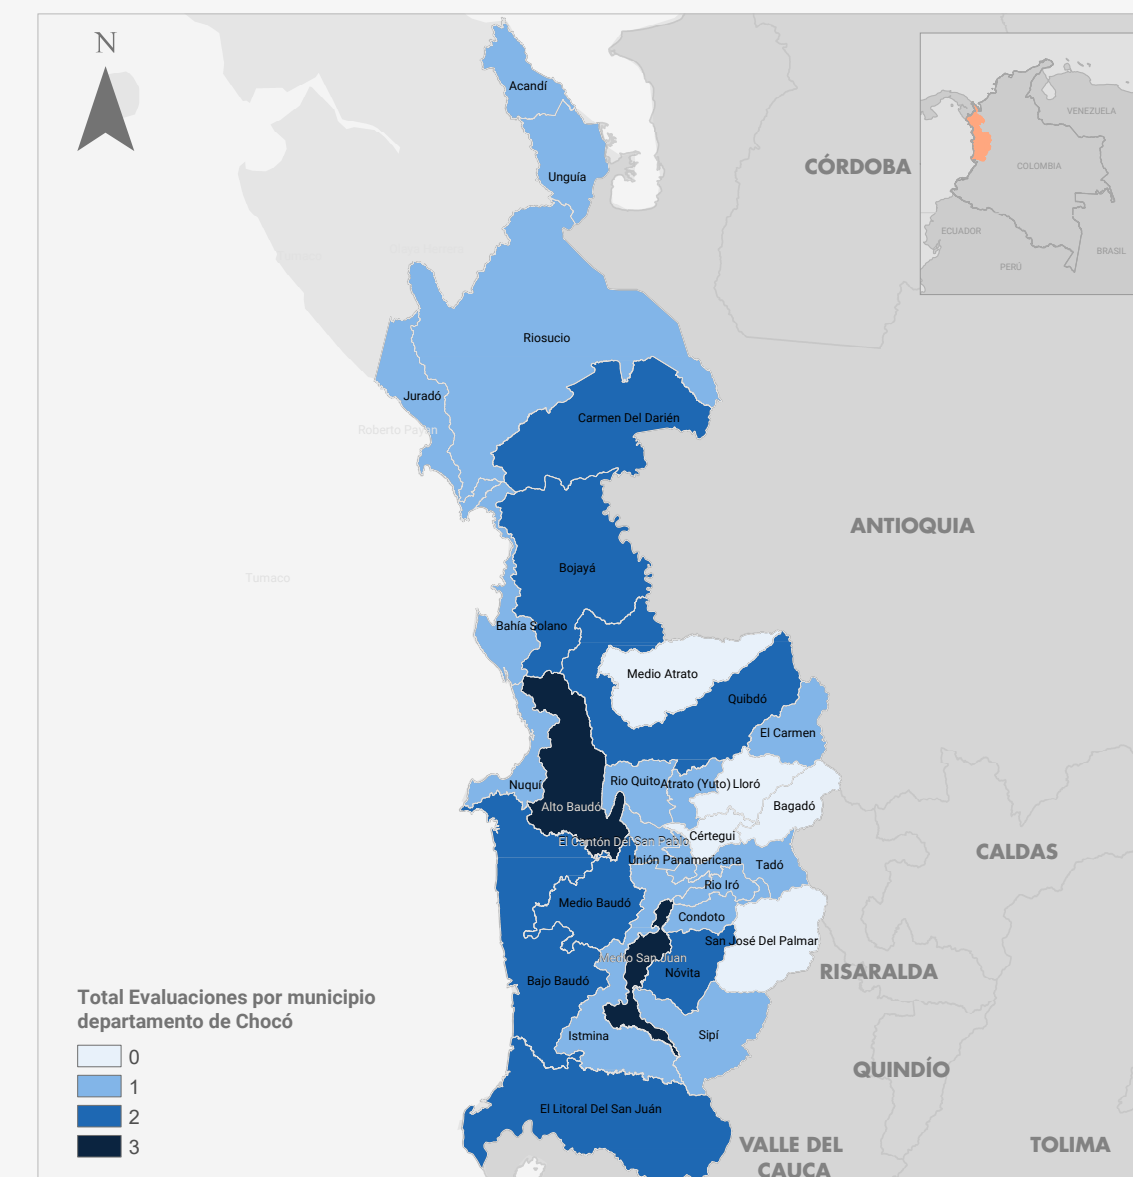 N
Acandí
Unguía
CÓRDOBA
VENEZUELA
COLOMBIA
ECUADOR
PERÚ
BRASIL
Riosucio
Juradó
Roberto Payan
Carmen Del Darién
ANTIOQUIA
Bojayá
Tumaco
Bahía Solano
Medio Atrato
Quibdó
El Carmen
Nuquí
Rio Quito
Atrato (Yuto)
Lloró
Alto Baudó
Bagadó
El Cantón Del San Pablo
Cértegui
Unión Panamericana
Tadó
CALDAS
Rio Iró
Medio Baudó
Condoto
San José Del Palmar
Medio San Juan
RISARALDA
Nóvita
Bajo Baudó
Istmina
Sipí
QUINDÍO
El Litoral Del San Juán
VALLE DEL
CAUCA
TOLIMA
Total Evaluaciones por municipio
departamento de Chocó
0
1
2
3